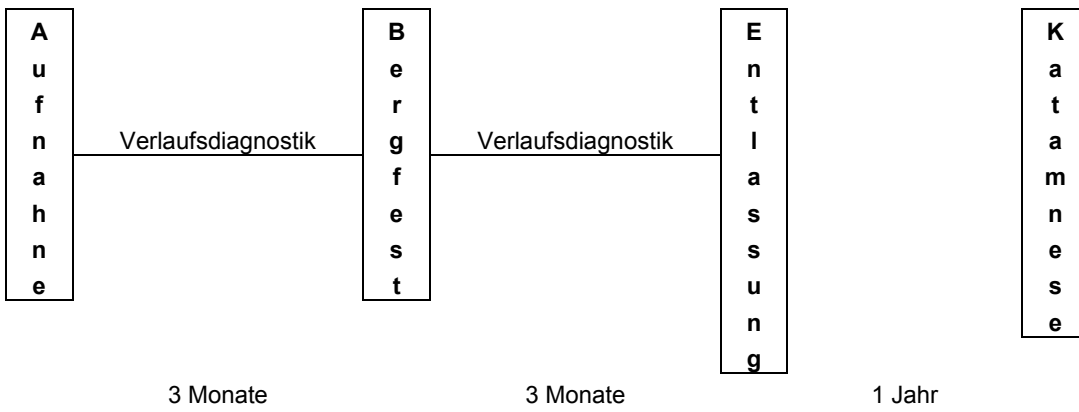 Aufnahne
Verlaufsdiagnostik
Bergfest
Verlaufsdiagnostik
Entlassung
Katamnese
3 Monate
3 Monate
1 Jahr